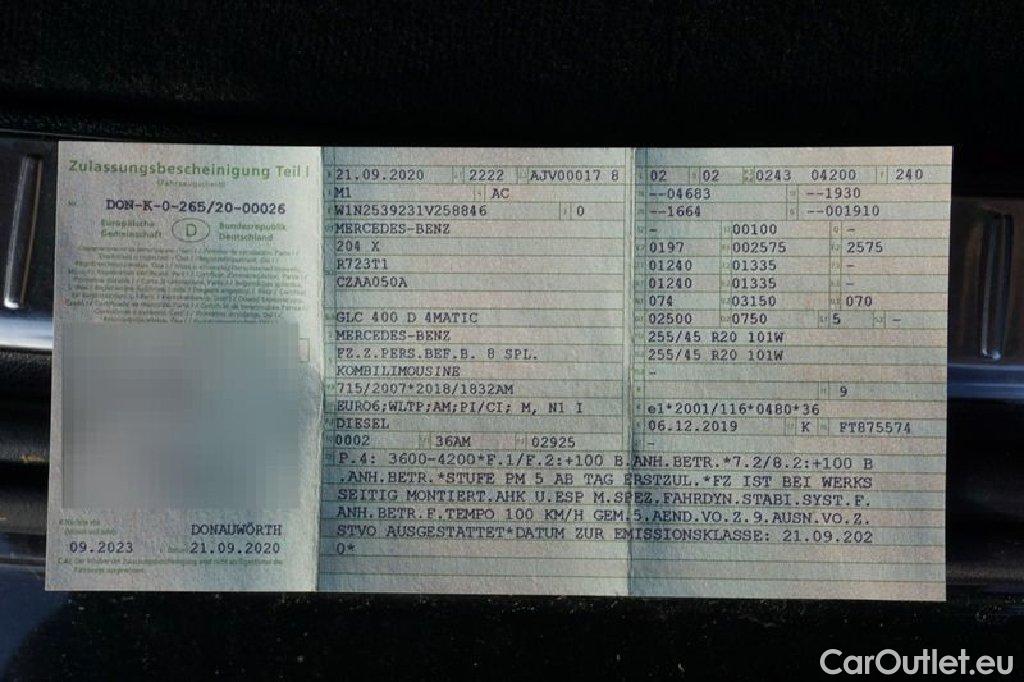 Zulassungsbescheinigung Teil I
(Fahrzeugschein)
DON-K-0-265/20-00026
Europäische Gemeinschaft
D
Bundesrepublik Deutschland
DONAUWÖRTH
09.2023
21.09.2020
21.09.2020 2222 AJV00017 8
M1 AC
W1N2539231V258846 0
MERCEDES-BENZ
204 X
R723T1
CZAA050A
GLC 400 D 4MATIC
MERCEDES-BENZ
FZ.Z.PERS.BEF.B. 8 SPL.
KOMBILIMOUSINE
715/2007*2018/1832AM
EURO6;WLTP;AM;PI/CI; M, N1 I
DIESEL
0002 36AM 02925
02 02 0243 04200 240
--04683 --1930
--1664 --001910
- 00100 -
0197 002575 2575
01240 01335 -
01240 01335 -
074 03150 070
02500 0750 5 -
255/45 R20 101W
255/45 R20 101W
-
9
e1*2001/116*0480*36
06.12.2019 K FT875574
-
P.4: 3600-4200*F.1/F.2:+100 B.ANH.BETR.*7.2/8.2:+100 B
.ANH.BETR.*STUFE PM 5 AB TAG ERSTZUL.*FZ IST BEI WERKS
SEITIG MONTIERT.AHK U.ESP M.SPEZ.FAHRDYN.STABI.SYST.F.
ANH.BETR.F.TEMPO 100 KM/H GEM.5.AEND.VO.Z.9.AUSN.VO.Z.
STVO AUSGESTATTET*DATUM ZUR EMISSIONSKLASSE: 21.09.202
0*
CarOutlet.eu